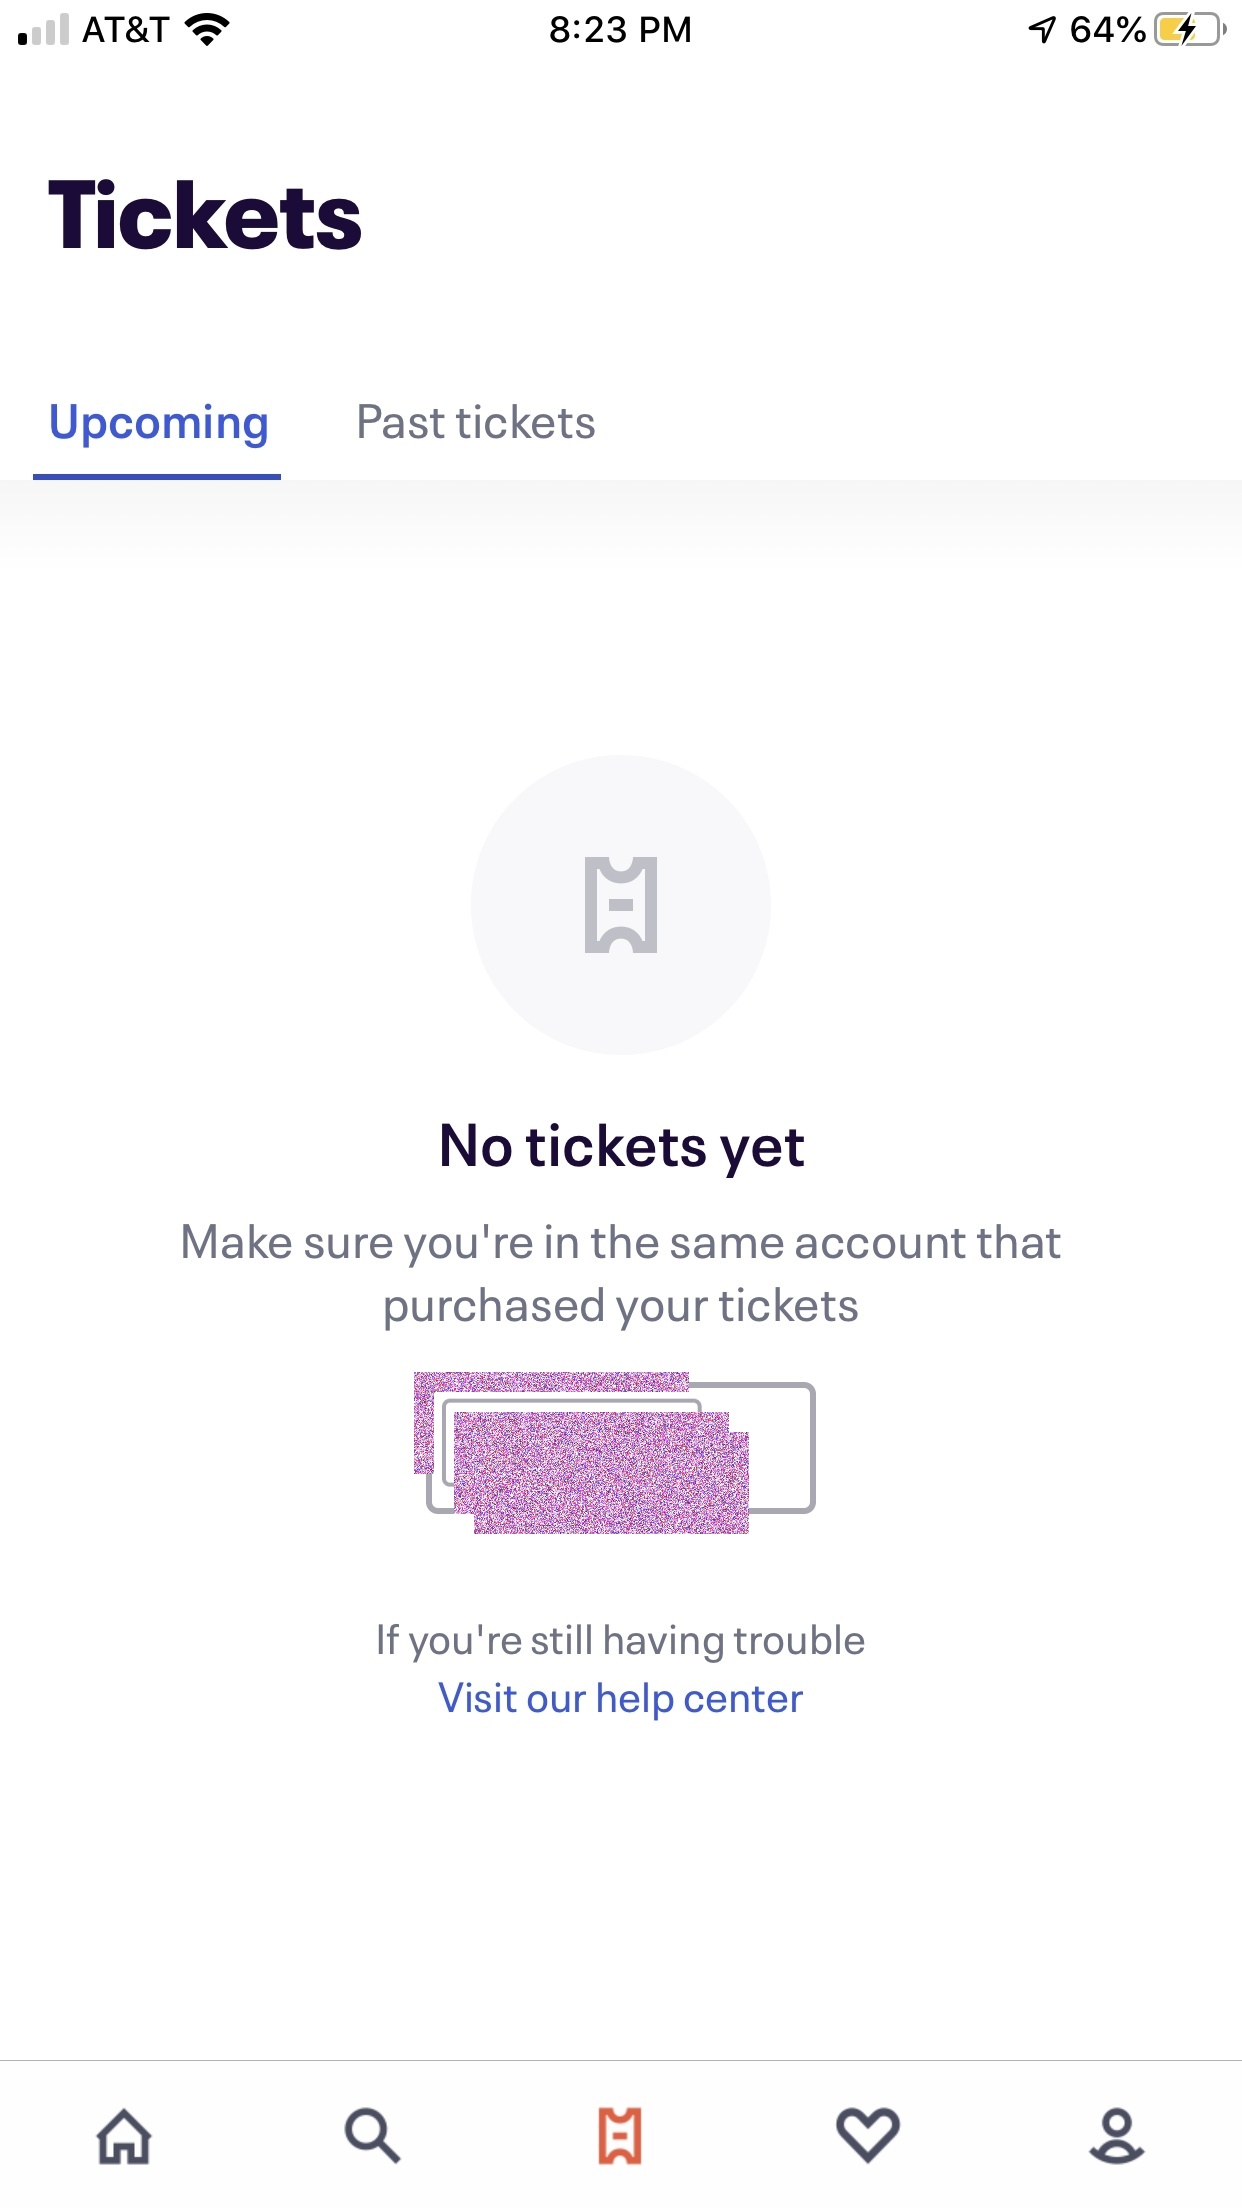 AT&T 8:23 PM 64%
Tickets
Upcoming Past tickets
No tickets yet
Make sure you're in the same account that
purchased your tickets
If you're still having trouble
Visit our help center